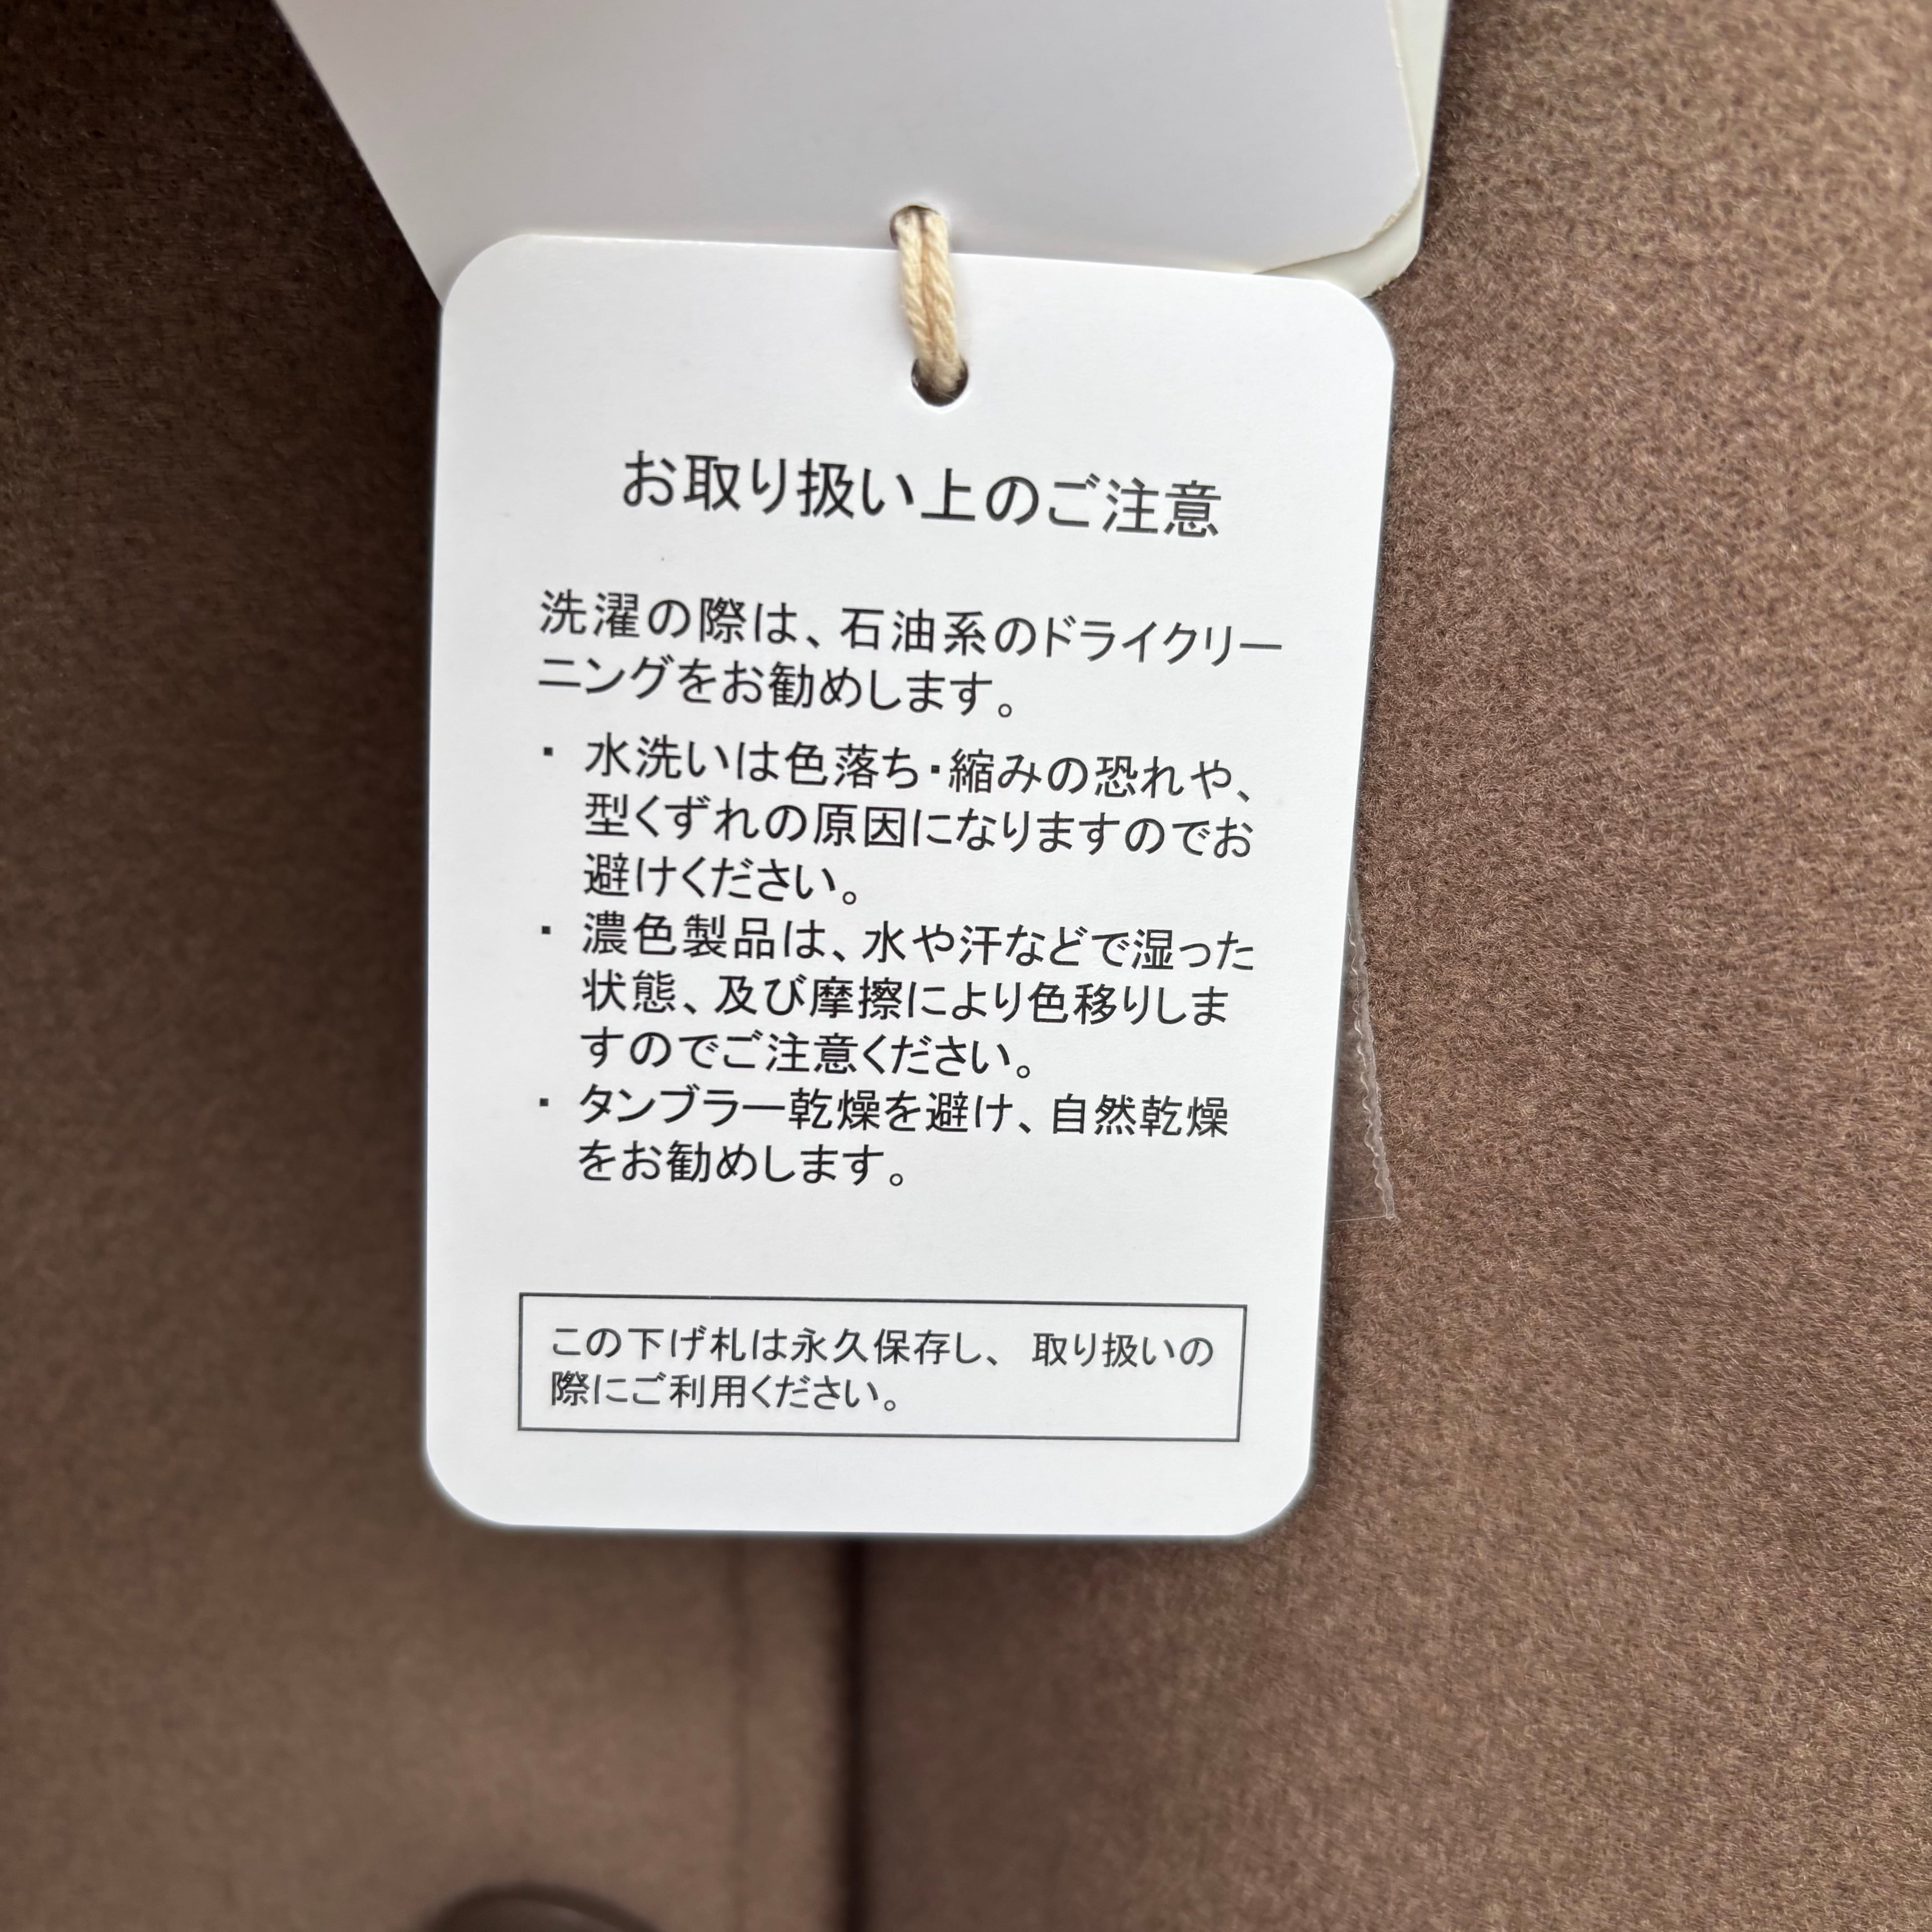 お取り扱い上のご注意
洗濯の際は、石油系のドライクリー
ニングをお勧めします。
・ 水洗いは色落ち・縮みの恐れや、
型くずれの原因になりますのでお
避けください。
・ 濃色製品は、水や汗などで湿った
状態、及び摩擦により色移りしま
すのでご注意ください。
・ タンブラー乾燥を避け、自然乾燥
をお勧めします。
この下げ札は永久保存し、 取り扱いの
際にご利用ください。